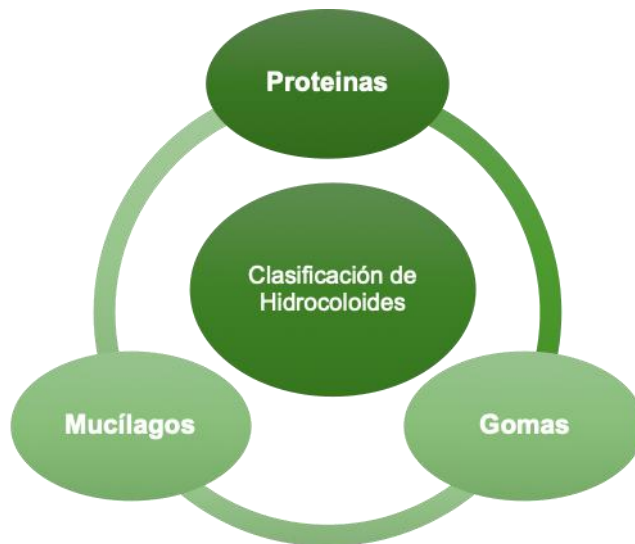 Proteinas
Clasificación de
Hidrocoloides
Mucílagos
Gomas